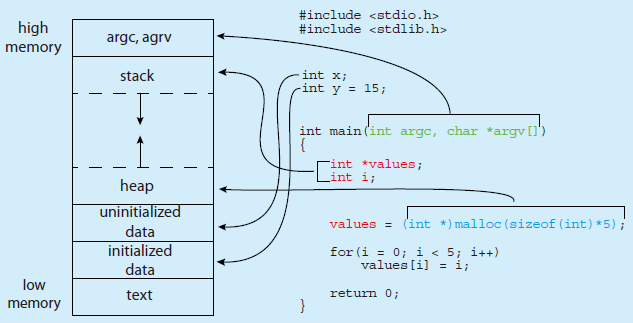 high
memory
argc, agrv
stack
heap
uninitialized
data
initialized
data
low
memory
text
#include <stdio.h>
#include <stdlib.h>
int x;
int y = 15;
int main(int argc, char *argv[])
{
int *values;
int i;
values = (int *)malloc(sizeof(int)*5);
for(i = 0; i < 5; i++)
values[i] = i;
return 0;
}